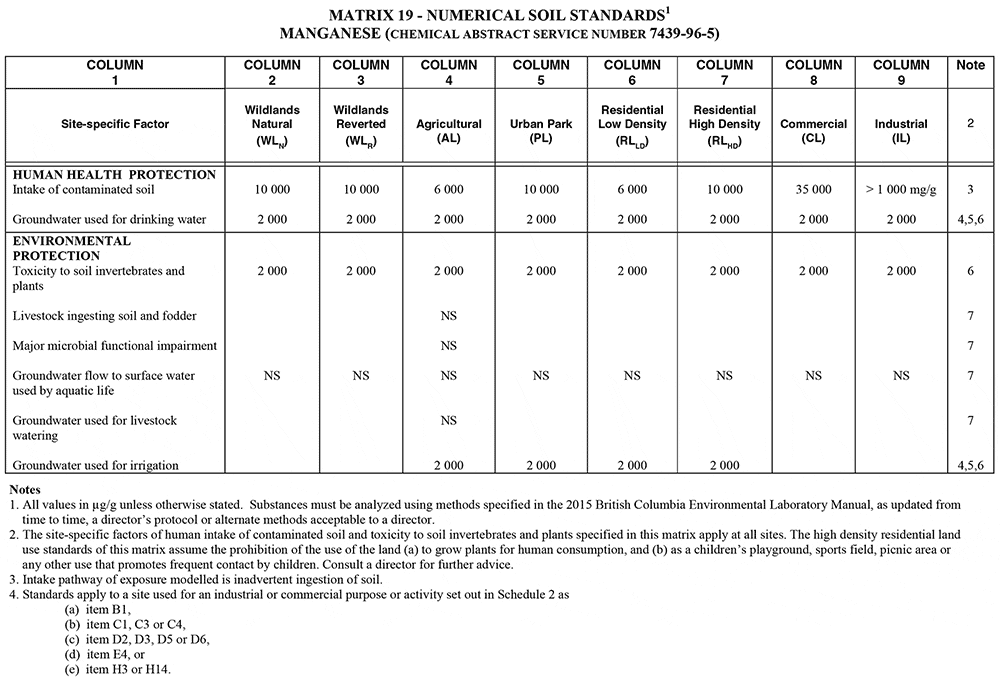 MATRIX 19 - NUMERICAL SOIL STANDARDS1
MANGANESE (CHEMICAL ABSTRACT SERVICE NUMBER 7439-96-5)
COLUMN 1 COLUMN 2 COLUMN 3 COLUMN 4 COLUMN 5 COLUMN 6 COLUMN 7 COLUMN 8 COLUMN 9 Note
Site-specific Factor Wildlands Natural (WLN) Wildlands Reverted (WLR) Agricultural (AL) Urban Park (PL) Residential Low Density (RLLD) Residential High Density (RLHD) Commercial (CL) Industrial (IL) 2
HUMAN HEALTH PROTECTION
Intake of contaminated soil 10 000 10 000 6 000 10 000 6 000 10 000 35 000 > 1 000 mg/g 3
Groundwater used for drinking water 2 000 2 000 2 000 2 000 2 000 2 000 2 000 2 000 4,5,6
ENVIRONMENTAL
PROTECTION
Toxicity to soil invertebrates and 2 000 2 000 2 000 2 000 2 000 2 000 2 000 2 000 6
plants
Livestock ingesting soil and fodder NS 7
Major microbial functional impairment NS 7
Groundwater flow to surface water NS NS NS NS NS NS NS NS 7
used by aquatic life
Groundwater used for livestock NS 7
watering
Groundwater used for irrigation 2 000 2 000 2 000 2 000 4,5,6
Notes
1. All values in µg/g unless otherwise stated. Substances must be analyzed using methods specified in the 2015 British Columbia Environmental Laboratory Manual, as updated from
time to time, a director's protocol or alternate methods acceptable to a director.
2. The site-specific factors of human intake of contaminated soil and toxicity to soil invertebrates and plants specified in this matrix apply at all sites. The high density residential land
use standards of this matrix assume the prohibition of the use of the land (a) to grow plants for human consumption, and (b) as a children's playground, sports field, picnic area or
any other use that promotes frequent contact by children. Consult a director for further advice.
3. Intake pathway of exposure modelled is inadvertent ingestion of soil.
4. Standards apply to a site used for an industrial or commercial purpose or activity set out in Schedule 2 as
(a) item B1,
(b) item C1, C3 or C4,
(c) item D2, D3, D5 or D6,
(d) item E4, or
(e) item H3 or H14.